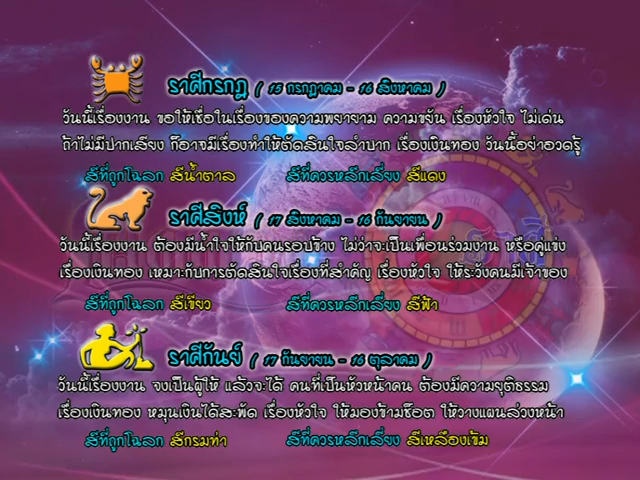 ราศีกรกฎ ( 15 กรกฎาคม - 16 สิงหาคม )
วันนี้เรื่องงาน ขอให้เชื่อในเรื่องของความพยายาม ความขยัน เรื่องหัวใจ ไม่เด่น
ถ้าไม่มีปากเสียง ก็อาจมีเรื่องทำให้ตัดสินใจลำบาก เรื่องเงินทอง วันนี้อย่าอวดรู้
สีที่ถูกโฉลก สีน้ำตาล สีที่ควรหลีกเลี่ยง สีแดง
ราศีสิงห์ ( 17 สิงหาคม - 16 กันยายน )
วันนี้เรื่องงาน ต้องมีน้ำใจให้กับคนรอบข้าง ไม่ว่าจะเป็นเพื่อนร่วมงาน หรือคู่แข่ง
เรื่องเงินทอง เหมาะกับการตัดสินใจเรื่องที่สำคัญ เรื่องหัวใจ ให้ระวังคนมีเจ้าของ
สีที่ถูกโฉลก สีเขียว สีที่ควรหลีกเลี่ยง สีฟ้า
ราศีกันย์ ( 17 กันยายน - 16 ตุลาคม )
วันนี้เรื่องงาน จงเป็นผู้ให้ แล้วจะได้ คนที่เป็นหัวหน้าคน ต้องมีความยุติธรรม
เรื่องเงินทอง หมุนเงินได้สะพัด เรื่องหัวใจ ให้มองข้ามช็อต ให้วางแผนล่วงหน้า
สีที่ถูกโฉลก สีกรมท่า สีที่ควรหลีกเลี่ยง สีเหลืองเข้ม